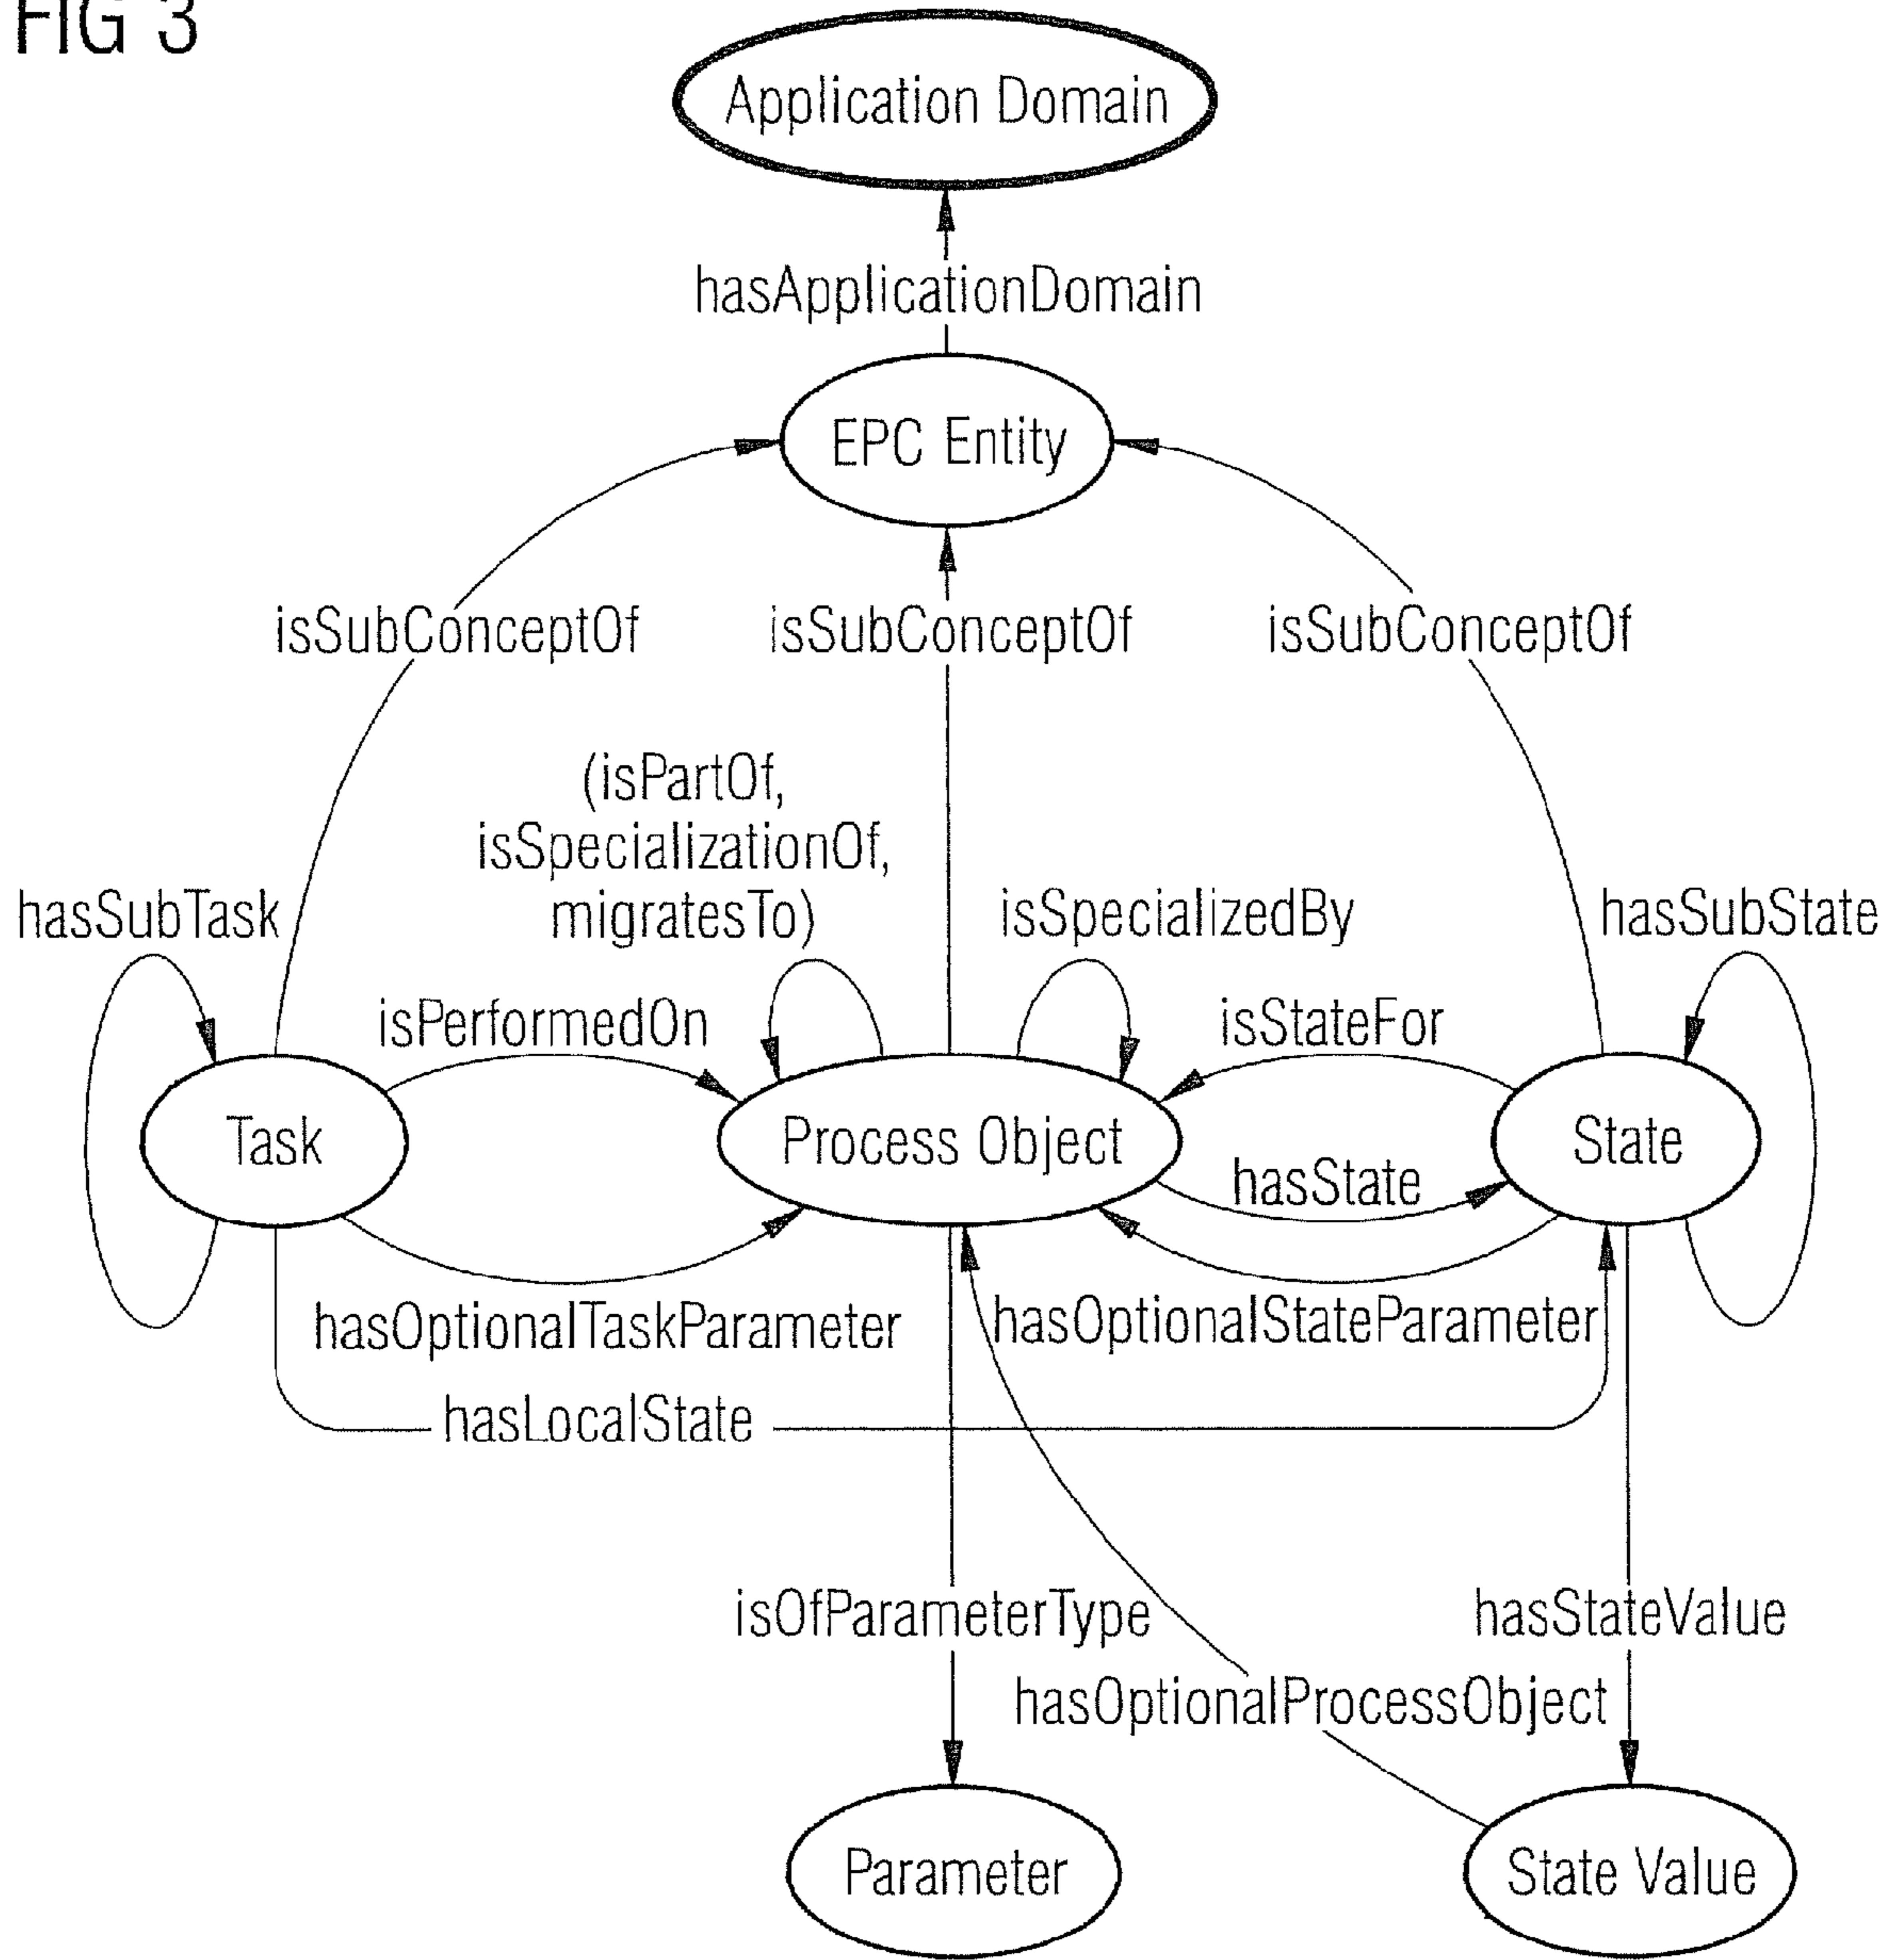 FIG 3
Application Domain
hasApplicationDomain
EPC Entity
isSubConceptOf
isSubConceptOf
isSubConceptOf
(isPartOf,
isSpecializationOf,
migratesTo)
hasSubTask
isSpecializedBy
hasSubState
isPerformedOn
isStateFor
Task
Process Object
State
hasState
hasOptionalTaskParameter
hasOptionalStateParameter
hasLocalState
isOfParameterType
hasStateValue
hasOptionalProcessObject
Parameter
State Value